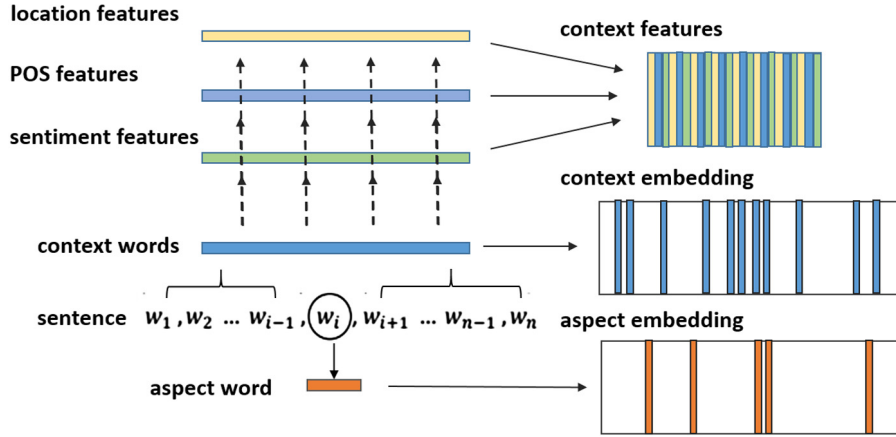 location features
context features
POS features
sentiment features
context embedding
context words
sentence w₁ , w₂ ... wᵢ₋₁ , wᵢ , wᵢ₊₁ ... wₙ₋₁ , wₙ
aspect embedding
aspect word